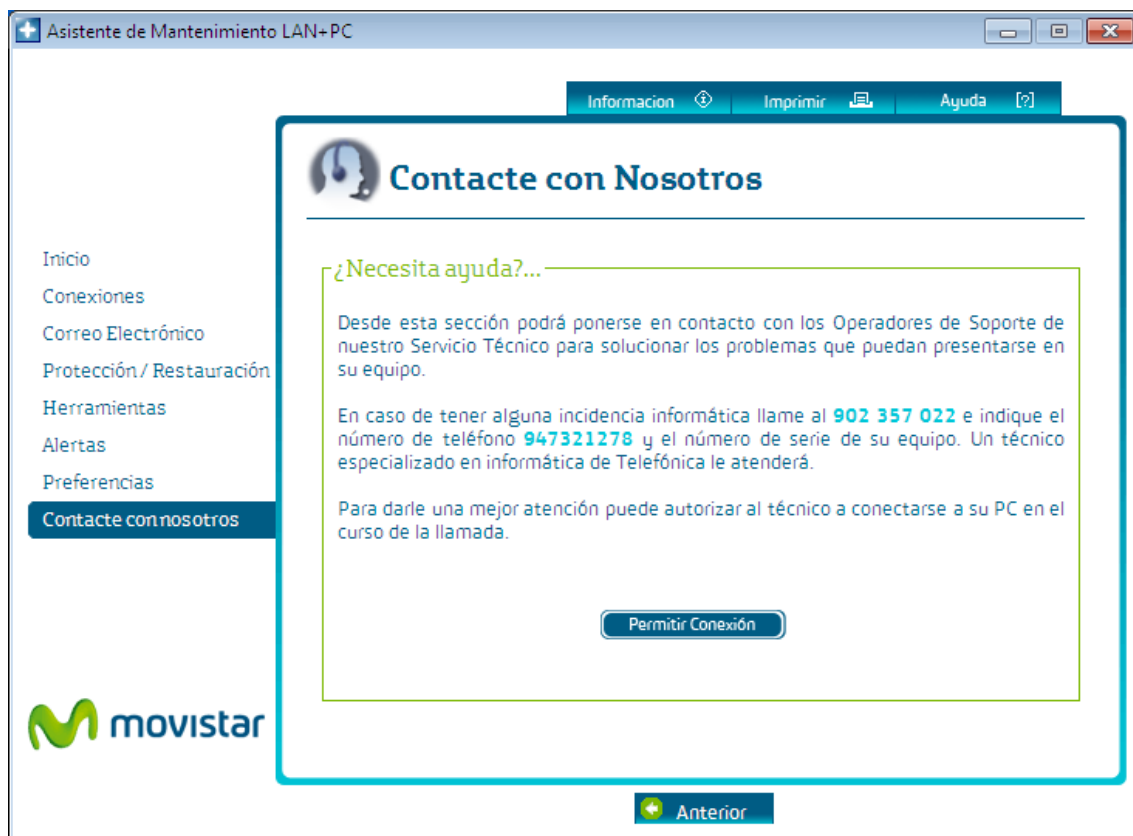 Asistente de Mantenimiento LAN+PC
Informacion
Imprimir
Ayuda [?]
Contacte con Nosotros
Inicio
Conexiones
Correo Electrónico
Protección / Restauración
Herramientas
Alertas
Preferencias
Contacte con nosotros
¿Necesita ayuda?...
Desde esta sección podrá ponerse en contacto con los Operadores de Soporte de
nuestro Servicio Técnico para solucionar los problemas que puedan presentarse en
su equipo.
En caso de tener alguna incidencia informática llame al 902 357 022 e indique el
número de teléfono 947321278 y el número de serie de su equipo. Un técnico
especializado en informática de Telefónica le atenderá.
Para darle una mejor atención puede autorizar al técnico a conectarse a su PC en el
curso de la llamada.
Permitir Conexión
movistar
Anterior